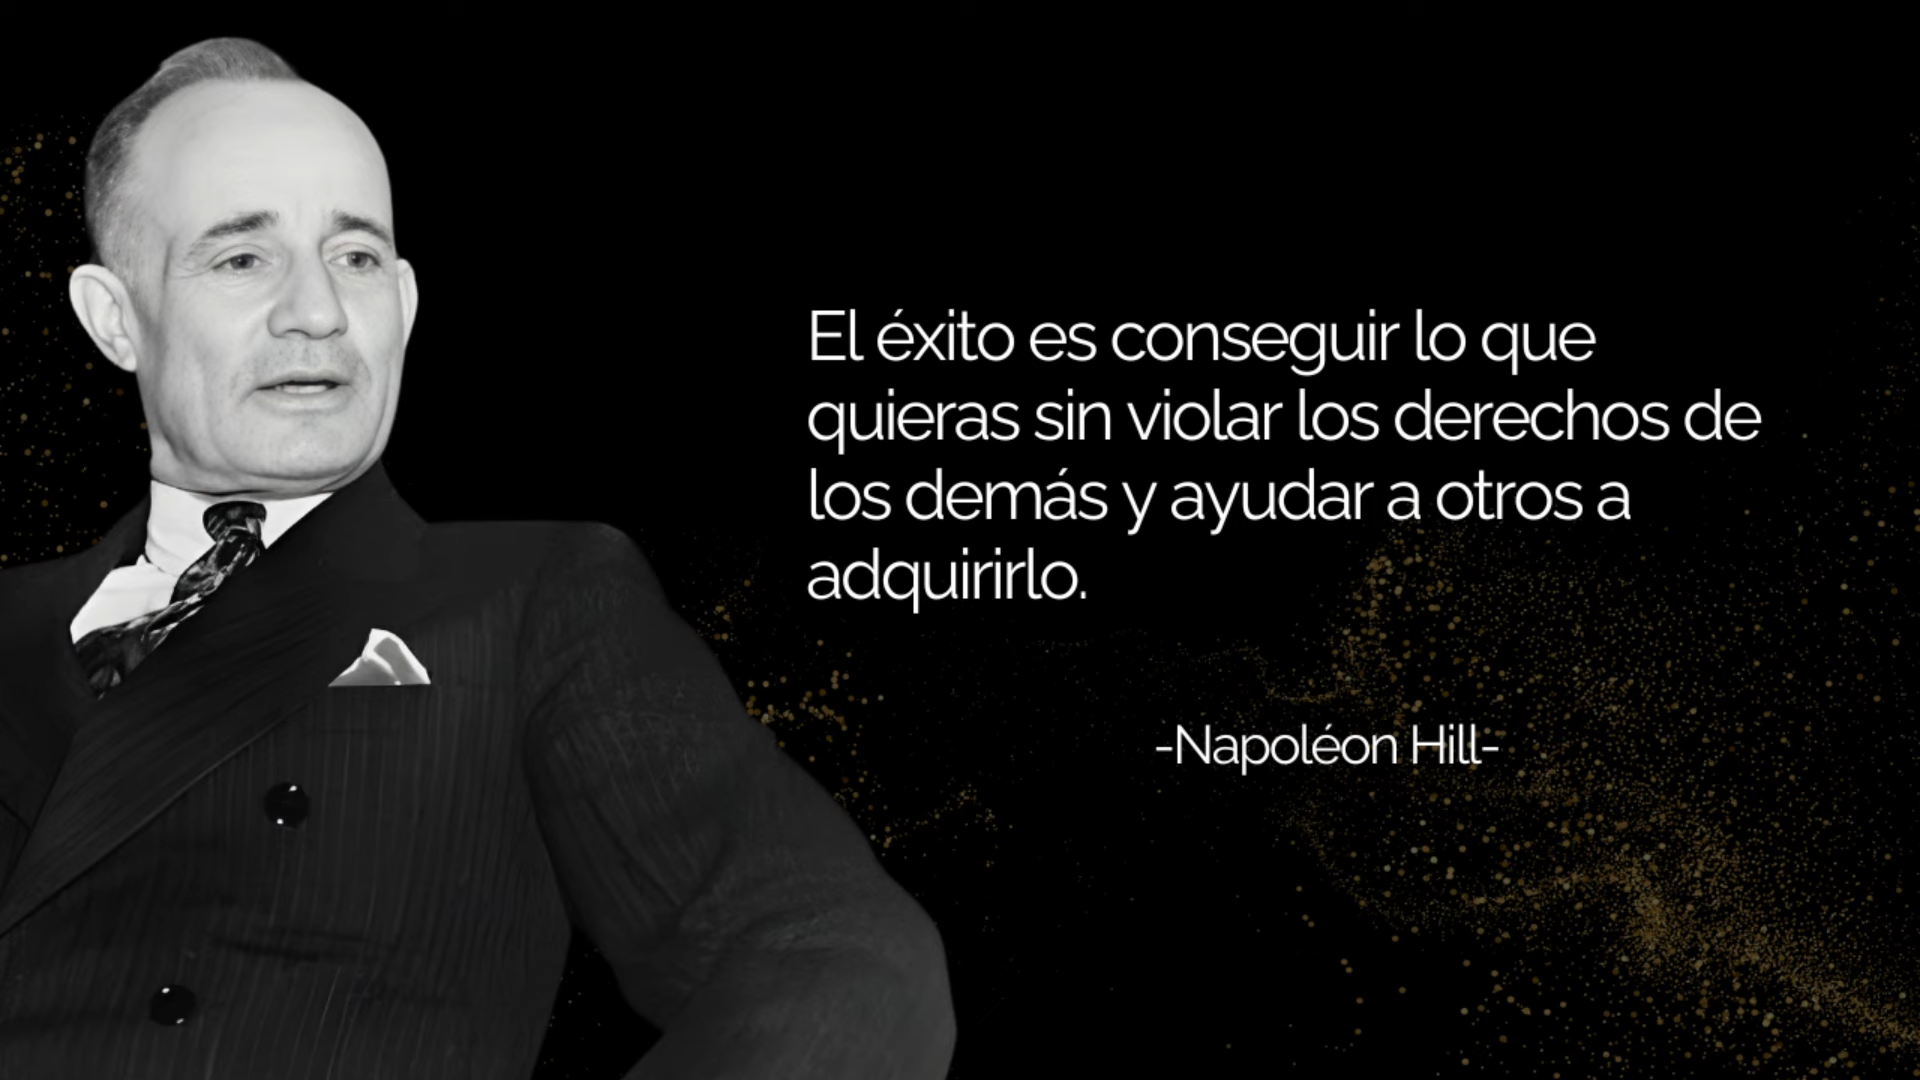 El éxito es conseguir lo que
quieras sin violar los derechos de
los demás y ayudar a otros a
adquirirlo.
-Napoléon Hill-